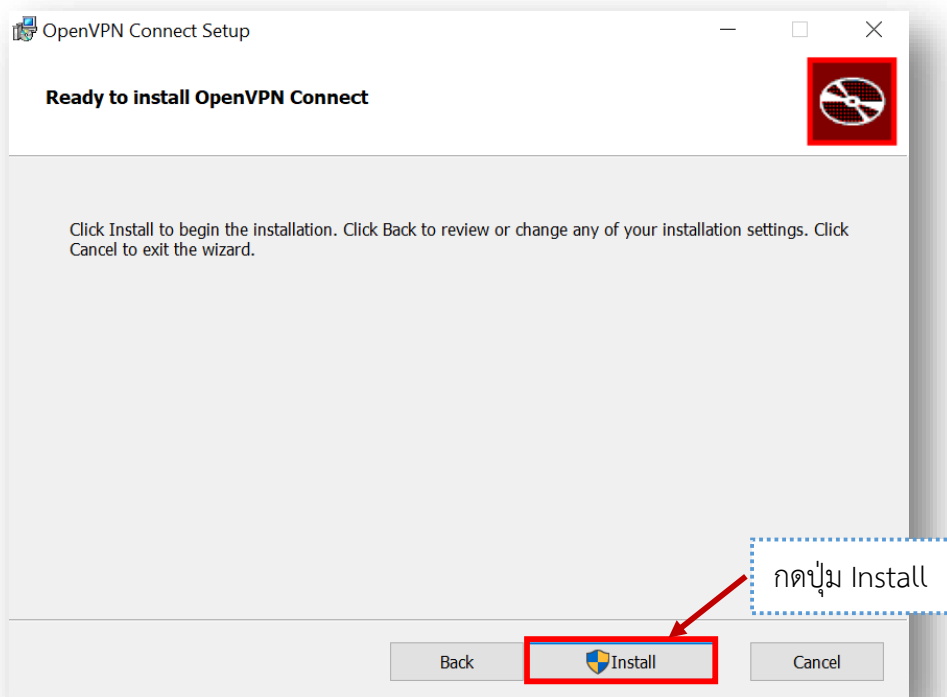 OpenVPN Connect Setup
Ready to install OpenVPN Connect
Click Install to begin the installation. Click Back to review or change any of your installation settings. Click
Cancel to exit the wizard.
กดปุ่ม Install
Back
Install
Cancel